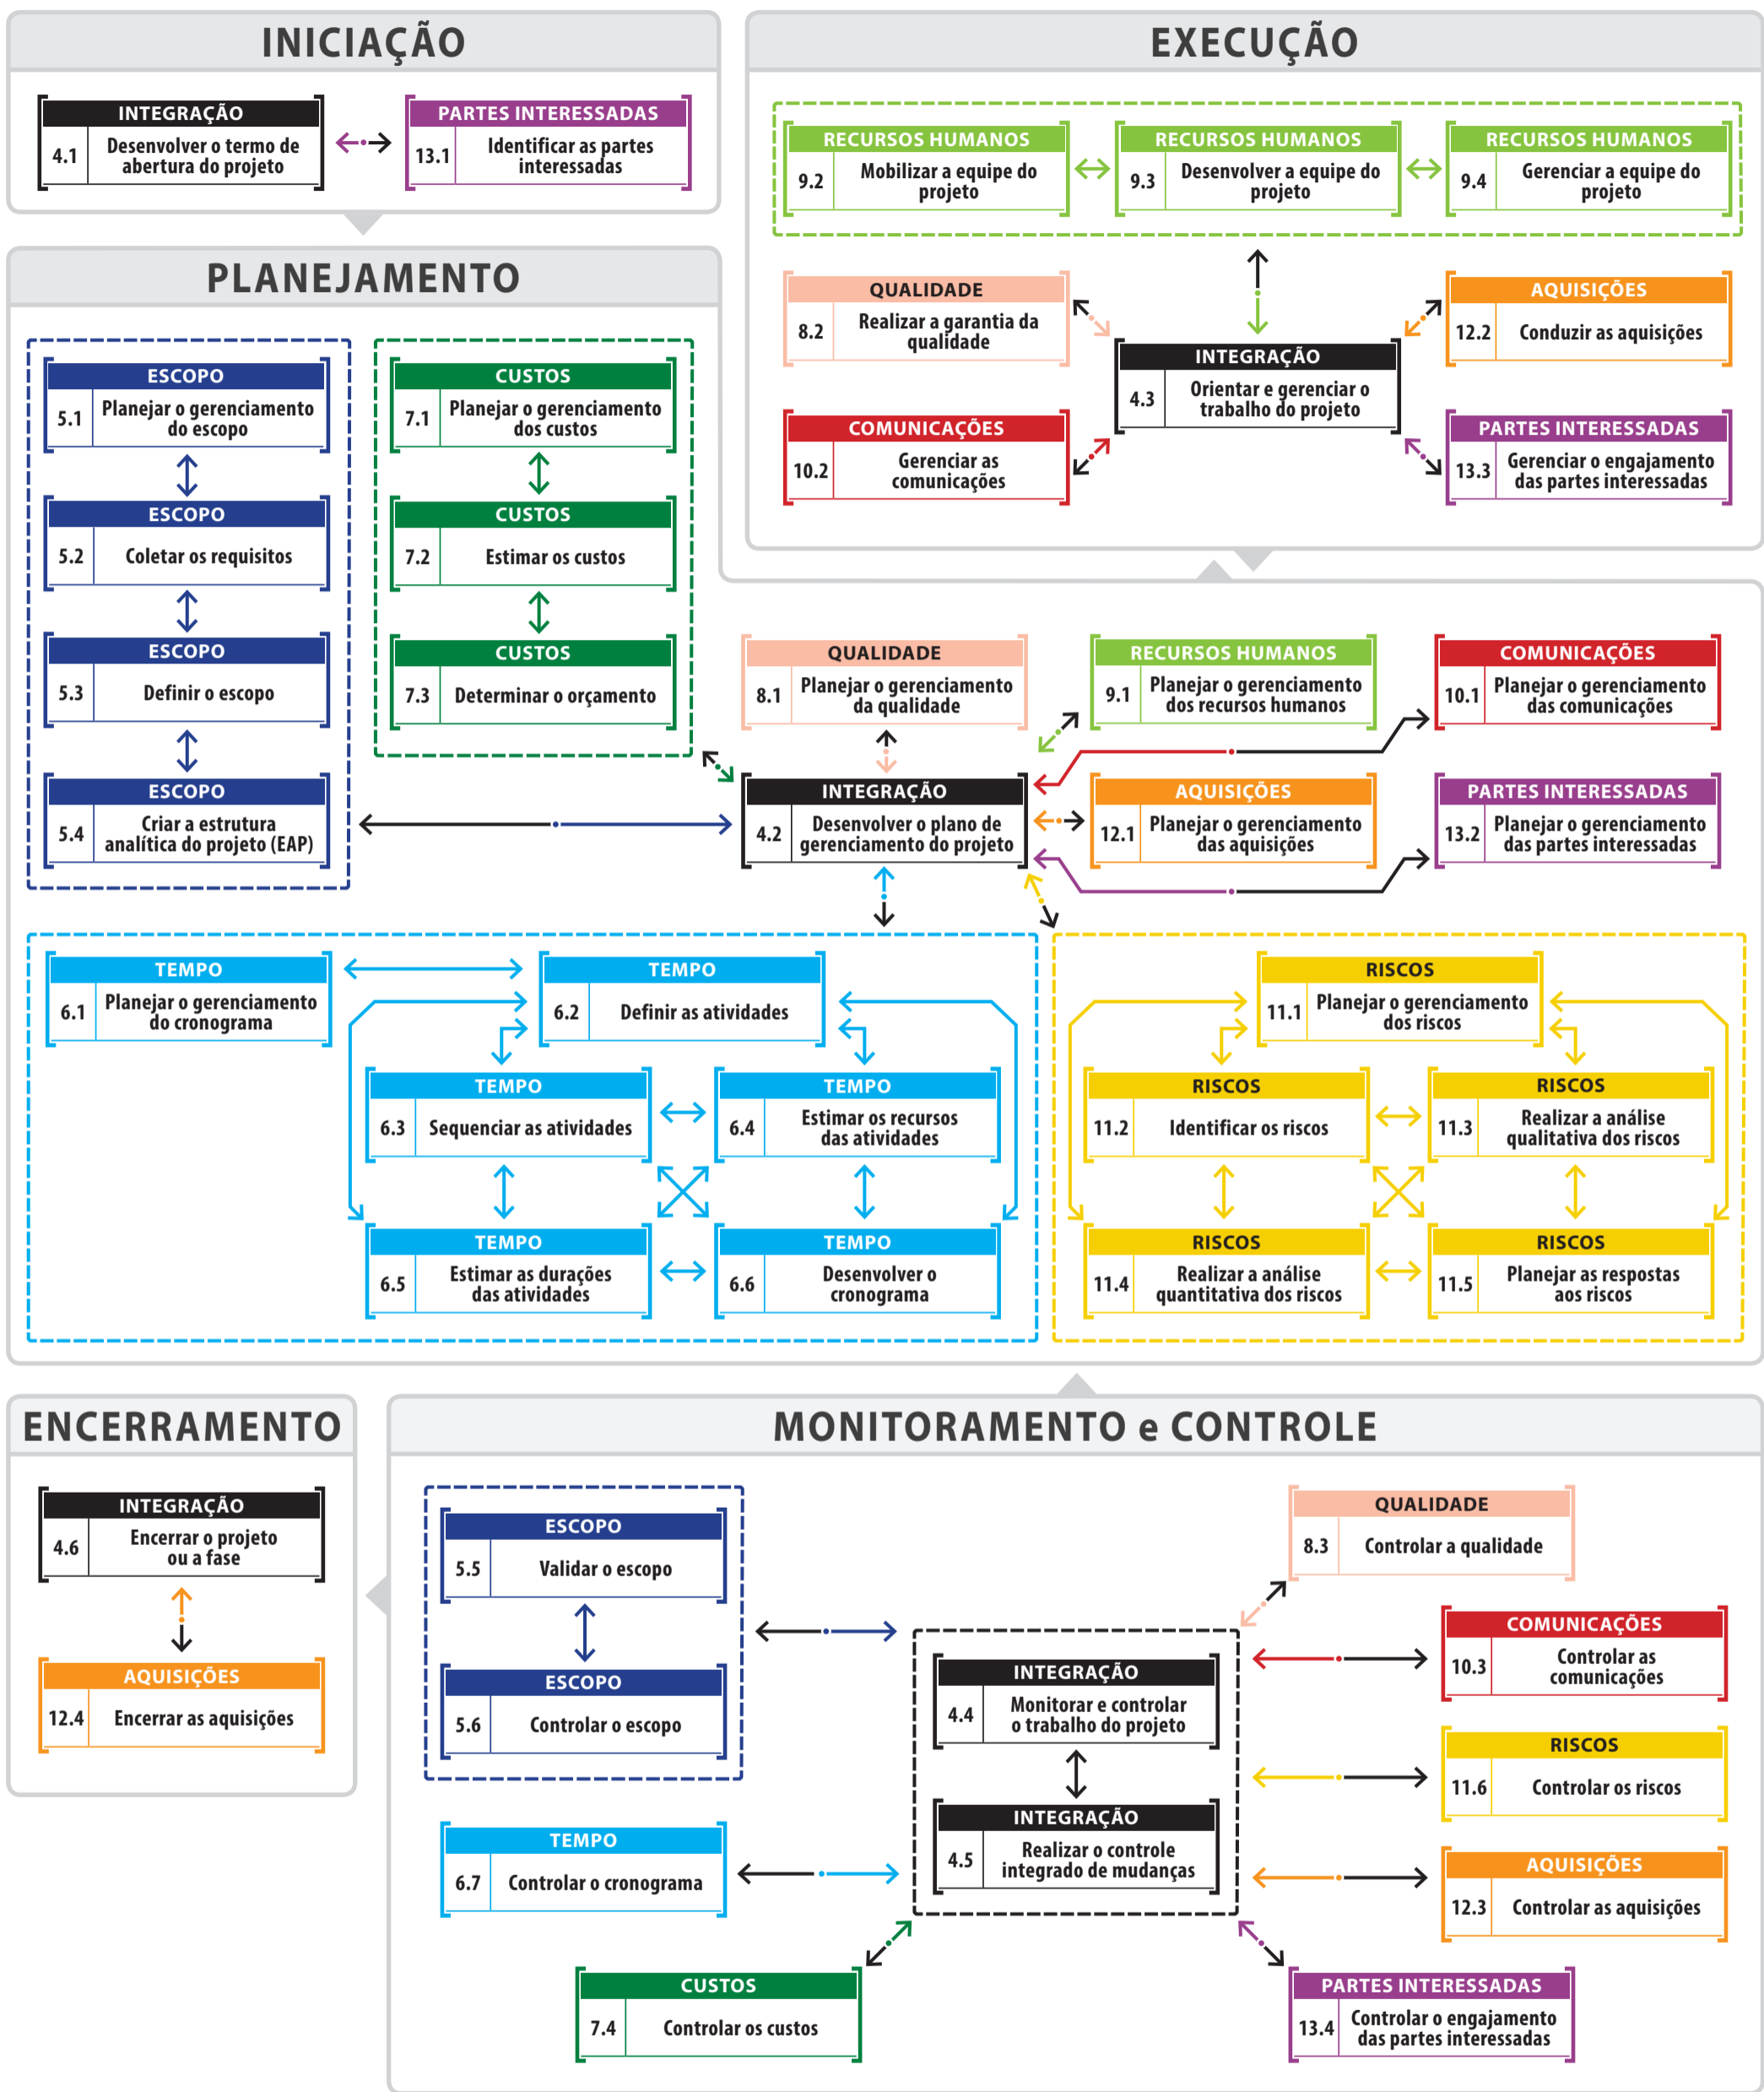 INICIAÇÃO
INTEGRAÇÃO
4.1
Desenvolver o termo de
abertura do projeto
PARTES INTERESSADAS
13.1
Identificar as partes
interessadas
EXECUÇÃO
RECURSOS HUMANOS
9.2
Mobilizar a equipe do
projeto
RECURSOS HUMANOS
9.3
Desenvolver a equipe do
projeto
RECURSOS HUMANOS
9.4
Gerenciar a equipe do
projeto
QUALIDADE
8.2
Realizar a garantia da
qualidade
AQUISIÇÕES
12.2
Conduzir as aquisições
INTEGRAÇÃO
4.3
Orientar e gerenciar o
trabalho do projeto
COMUNICAÇÕES
10.2
Gerenciar as
comunicações
PARTES INTERESSADAS
13.3
Gerenciar o engajamento
das partes interessadas
PLANEJAMENTO
ESCOPO
5.1
Planejar o gerenciamento
do escopo
ESCOPO
5.2
Coletar os requisitos
ESCOPO
5.3
Definir o escopo
ESCOPO
5.4
Criar a estrutura
analítica do projeto (EAP)
CUSTOS
7.1
Planejar o gerenciamento
dos custos
CUSTOS
7.2
Estimar os custos
CUSTOS
7.3
Determinar o orçamento
QUALIDADE
8.1
Planejar o gerenciamento
da qualidade
RECURSOS HUMANOS
9.1
Planejar o gerenciamento
dos recursos humanos
COMUNICAÇÕES
10.1
Planejar o gerenciamento
das comunicações
INTEGRAÇÃO
4.2
Desenvolver o plano de
gerenciamento do projeto
AQUISIÇÕES
12.1
Planejar o gerenciamento
das aquisições
PARTES INTERESSADAS
13.2
Planejar o gerenciamento
das partes interessadas
TEMPO
6.1
Planejar o gerenciamento
do cronograma
TEMPO
6.2
Definir as atividades
TEMPO
6.3
Sequenciar as atividades
TEMPO
6.4
Estimar os recursos
das atividades
TEMPO
6.5
Estimar as durações
das atividades
TEMPO
6.6
Desenvolver o
cronograma
RISCOS
11.1
Planejar o gerenciamento
dos riscos
RISCOS
11.2
Identificar os riscos
RISCOS
11.3
Realizar a análise
qualitativa dos riscos
RISCOS
11.4
Realizar a análise
quantitativa dos riscos
RISCOS
11.5
Planejar as respostas
aos riscos
ENCERRAMENTO
INTEGRAÇÃO
4.6
Encerrar o projeto
ou a fase
AQUISIÇÕES
12.4
Encerrar as aquisições
MONITORAMENTO e CONTROLE
ESCOPO
5.5
Validar o escopo
ESCOPO
5.6
Controlar o escopo
TEMPO
6.7
Controlar o cronograma
CUSTOS
7.4
Controlar os custos
INTEGRAÇÃO
4.4
Monitorar e controlar
o trabalho do projeto
INTEGRAÇÃO
4.5
Realizar o controle
integrado de mudanças
QUALIDADE
8.3
Controlar a qualidade
COMUNICAÇÕES
10.3
Controlar as
comunicações
RISCOS
11.6
Controlar os riscos
AQUISIÇÕES
12.3
Controlar as aquisições
PARTES INTERESSADAS
13.4
Controlar o engajamento
das partes interessadas